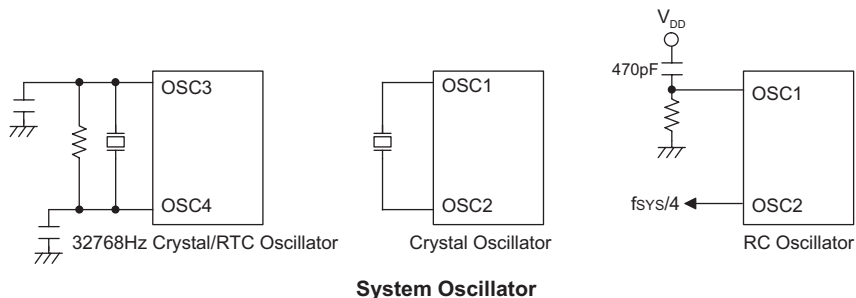 OSC3
OSC4
32768Hz Crystal/RTC Oscillator
OSC1
OSC2
Crystal Oscillator
VDD
470pF
OSC1
fSYS/4
OSC2
RC Oscillator
System Oscillator